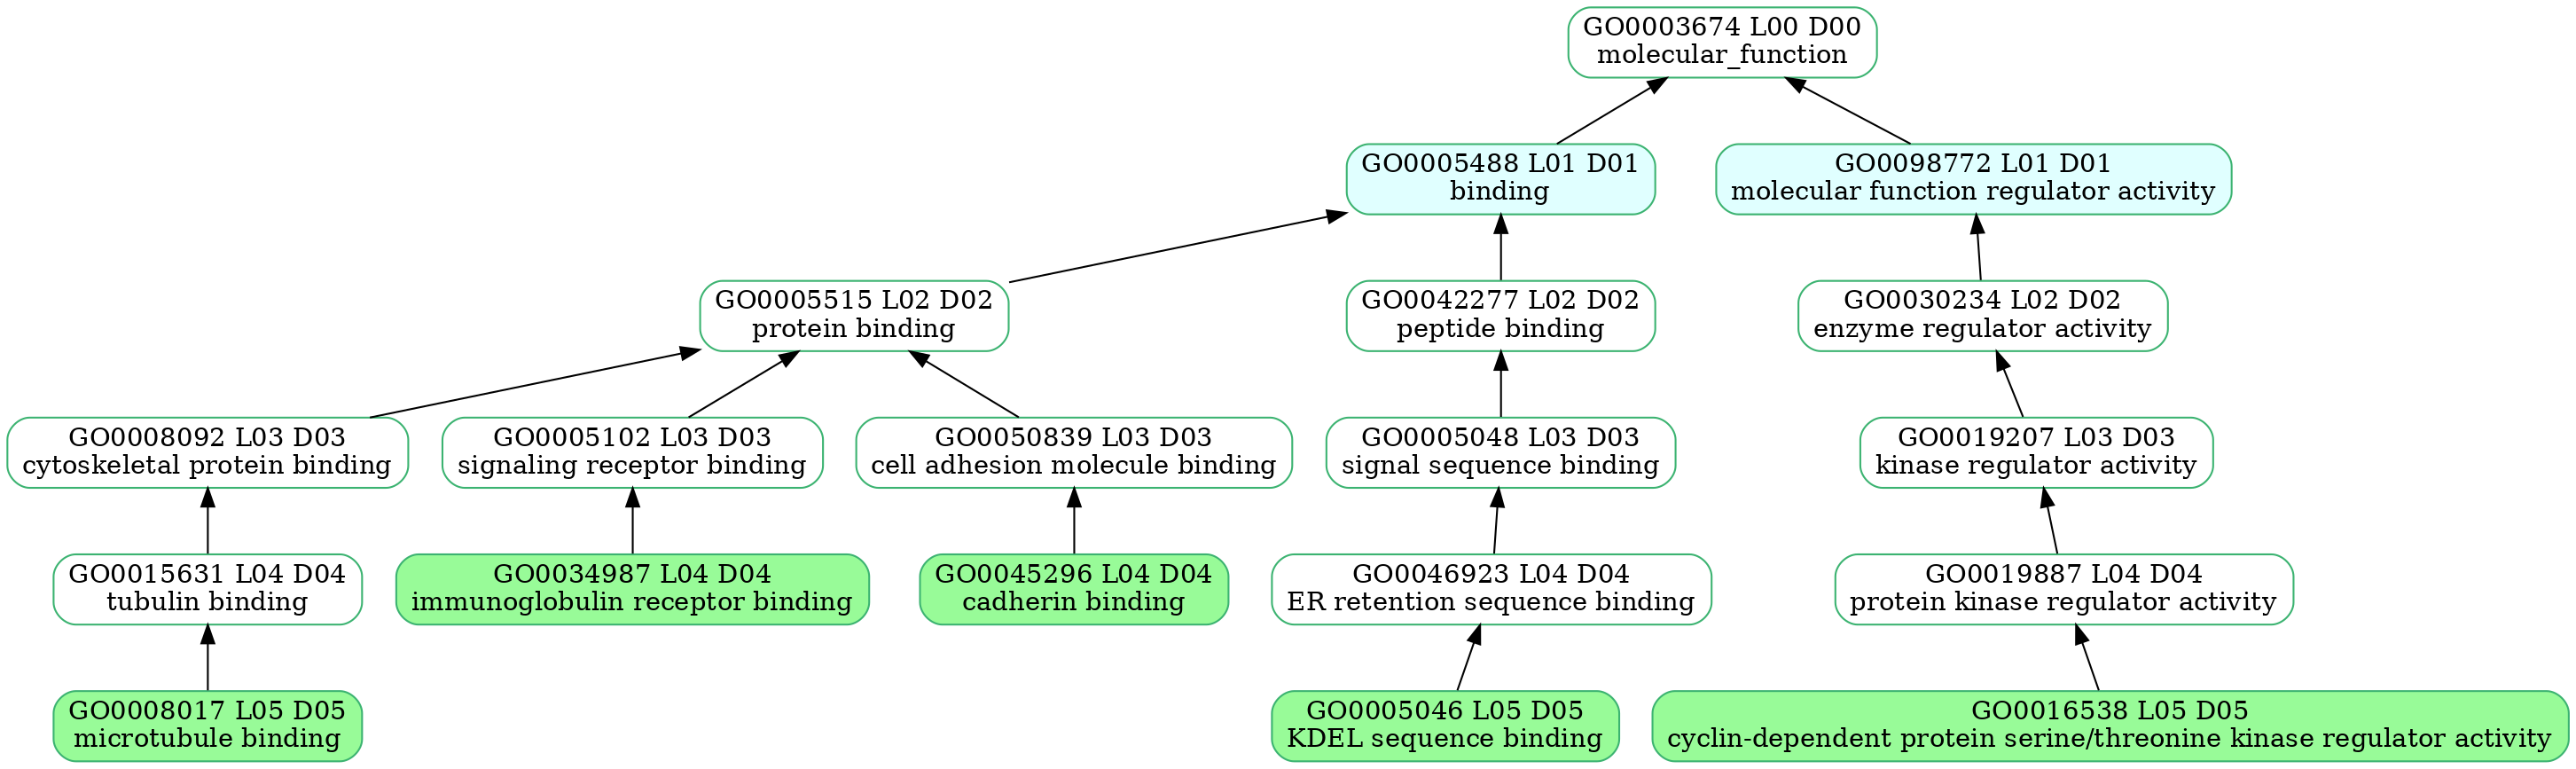 GO0003674 L00 D00
molecular_function
GO0005488 L01 D01
binding
GO0098772 L01 D01
molecular function regulator activity
GO0005515 L02 D02
protein binding
GO0042277 L02 D02
peptide binding
GO0030234 L02 D02
enzyme regulator activity
GO0008092 L03 D03
cytoskeletal protein binding
GO0005102 L03 D03
signaling receptor binding
GO0050839 L03 D03
cell adhesion molecule binding
GO0005048 L03 D03
signal sequence binding
GO0019207 L03 D03
kinase regulator activity
GO0015631 L04 D04
tubulin binding
GO0034987 L04 D04
immunoglobulin receptor binding
GO0045296 L04 D04
cadherin binding
GO0046923 L04 D04
ER retention sequence binding
GO0019887 L04 D04
protein kinase regulator activity
GO0008017 L05 D05
microtubule binding
GO0005046 L05 D05
KDEL sequence binding
GO0016538 L05 D05
cyclin-dependent protein serine/threonine kinase regulator activity